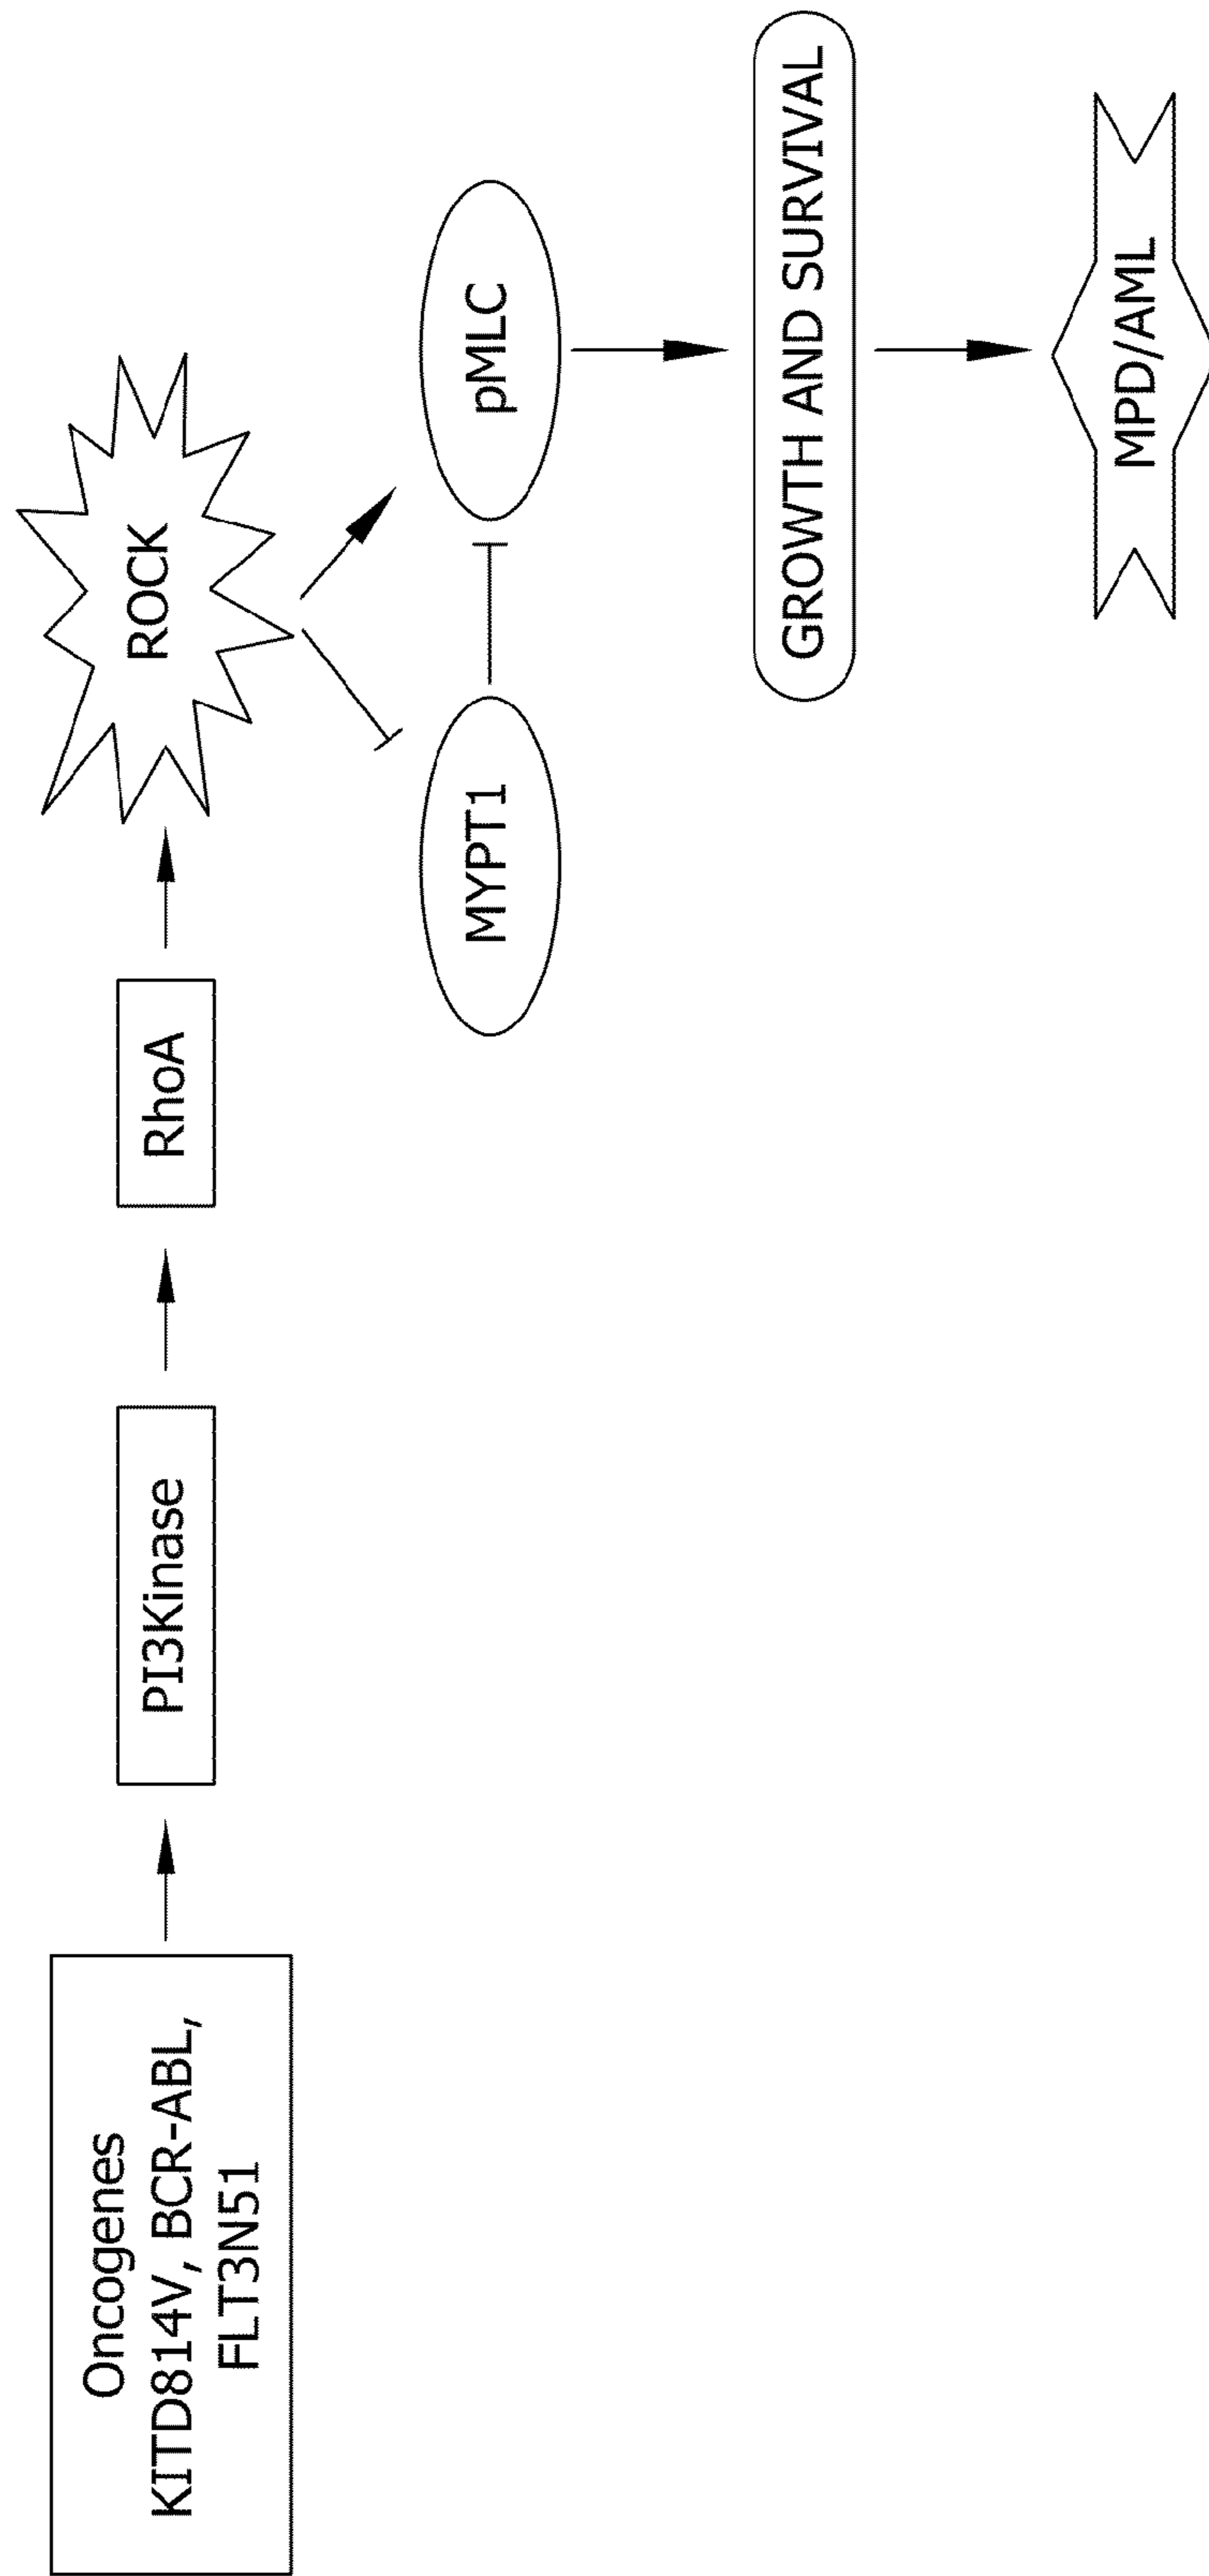 Oncogenes
KITD814V, BCR-ABL,
FLT3N51
PI3Kinase
RhoA
ROCK
MYPT1
pMLC
GROWTH AND SURVIVAL
MPD/AML